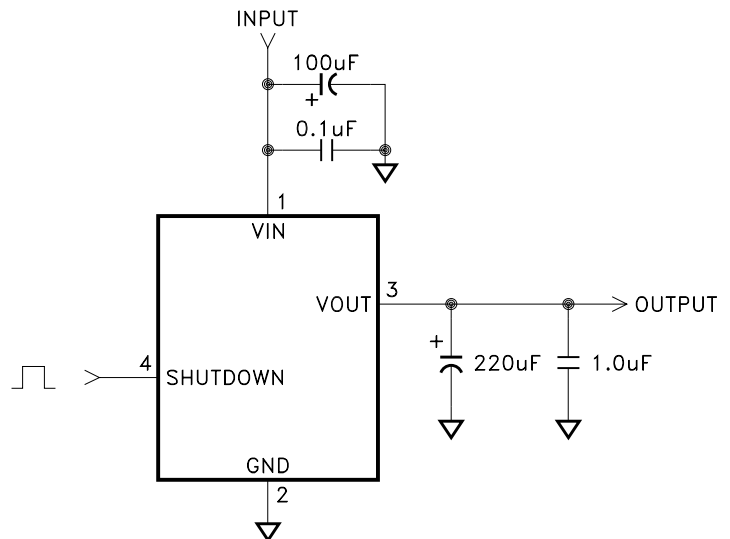 INPUT
100uF
+
0.1uF
1
VIN
VOUT
3
OUTPUT
+
220uF
1.0uF
4
SHUTDOWN
GND
2